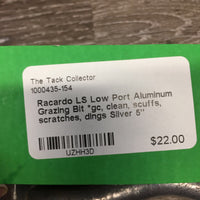 The Tack Collector
1000435-154
Racardo LS Low Port Aluminum
Grazing Bit *gc, clean, scuffs,
scratches, dings Silver 5"
$22.00
UZHH3D